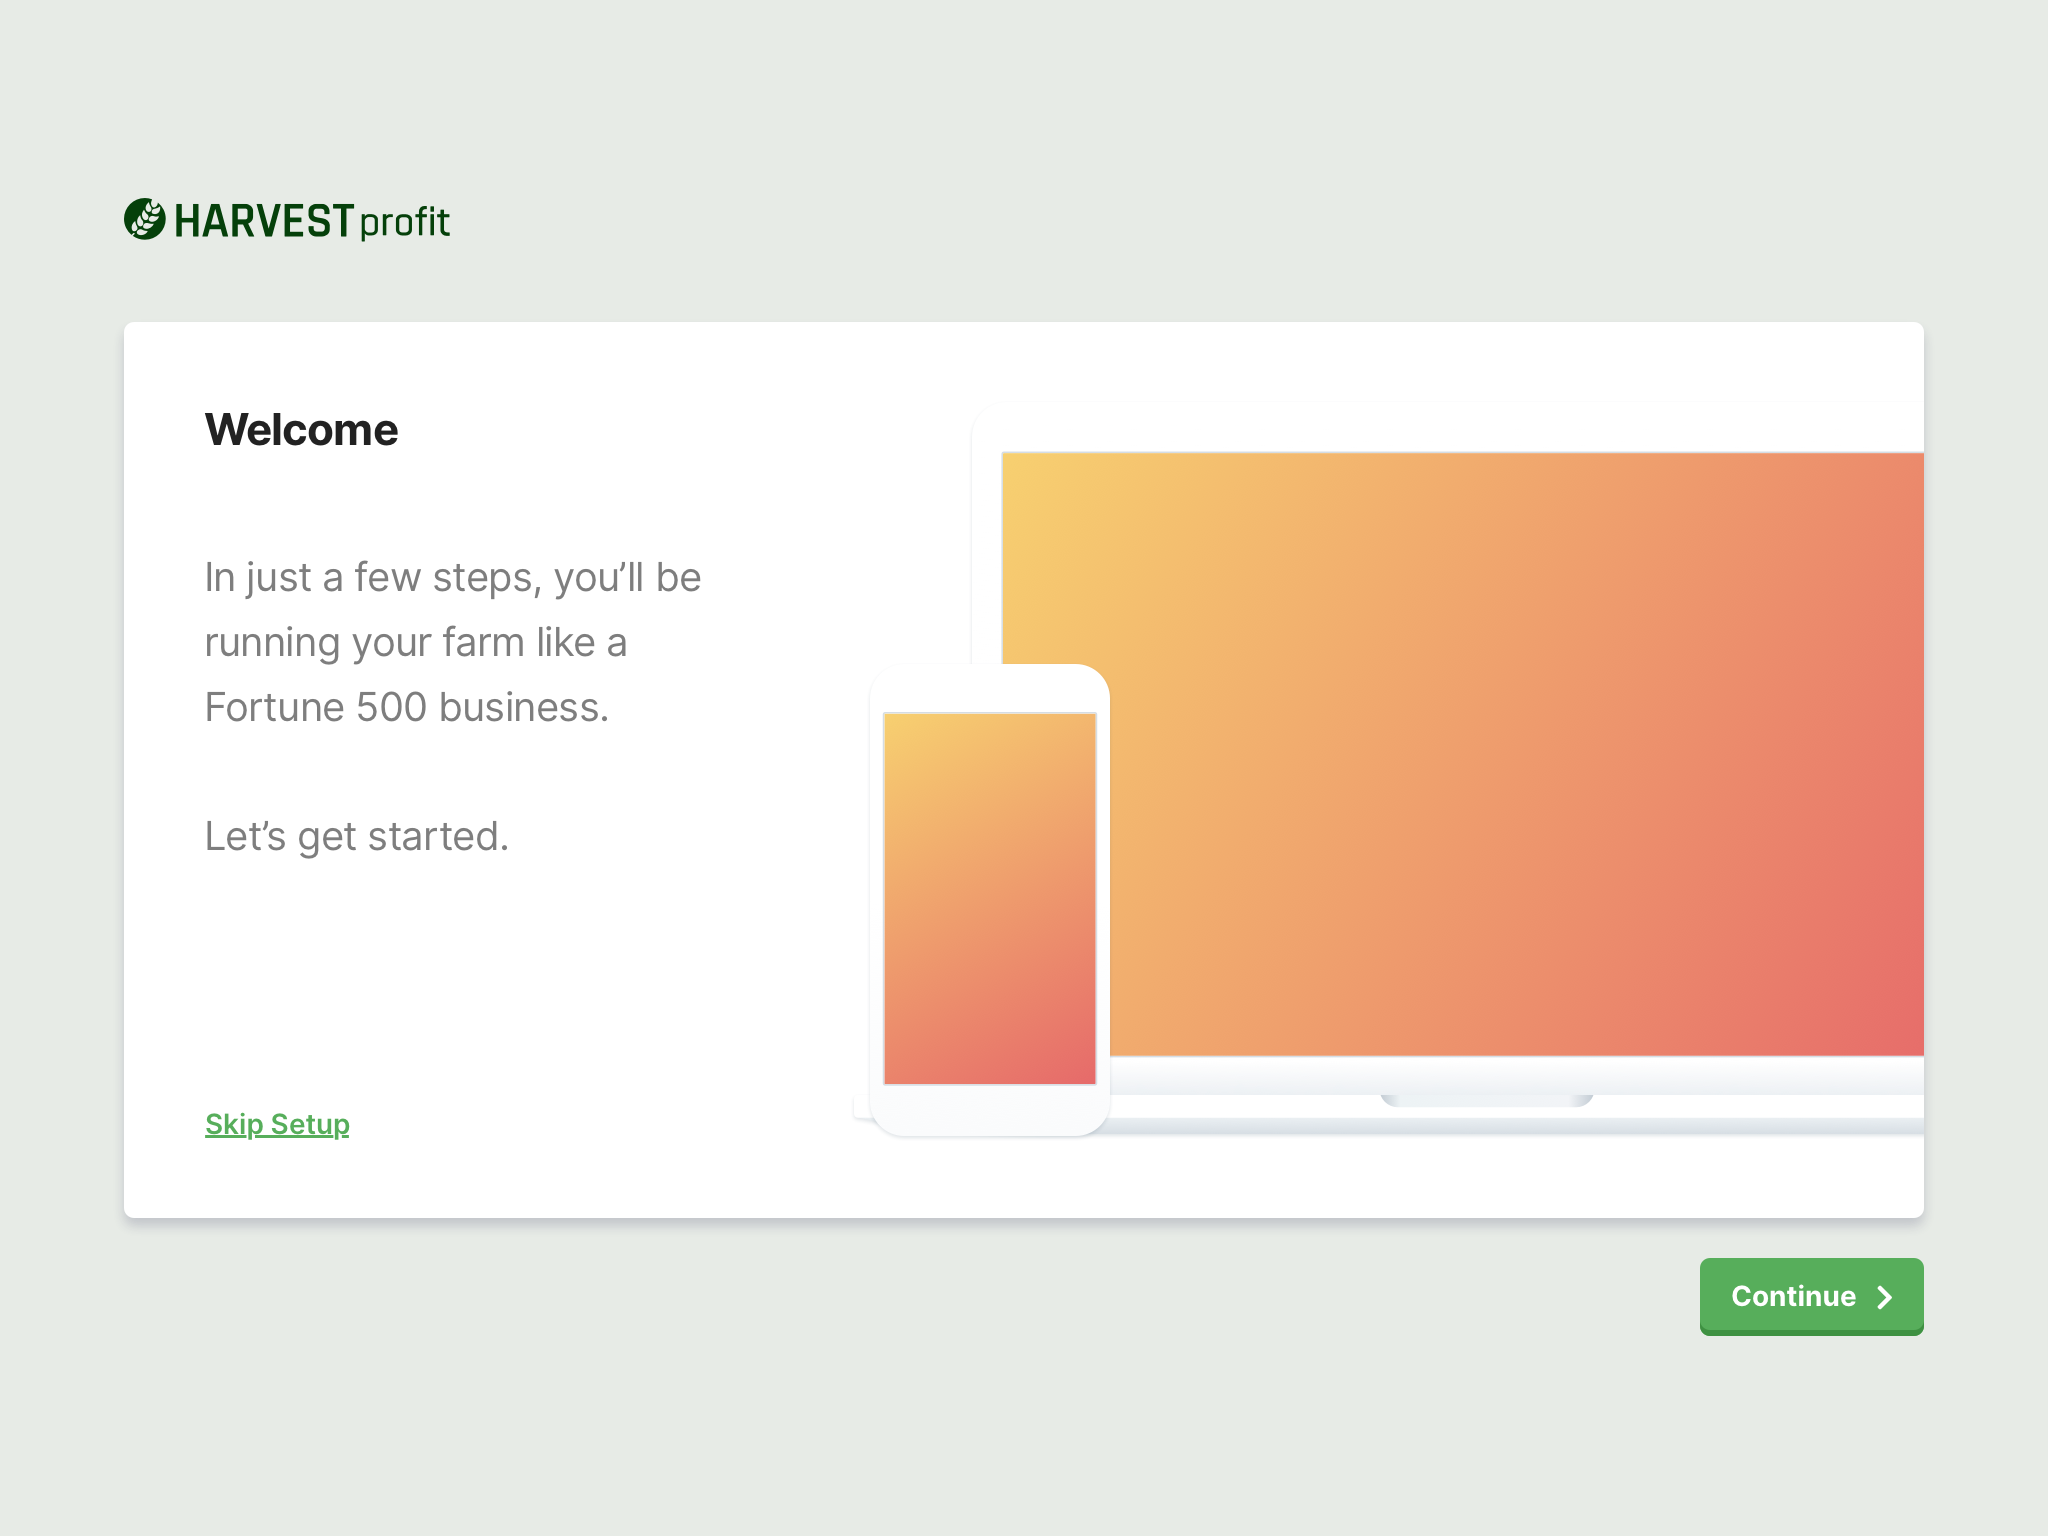 HARVEST profit
Welcome
In just a few steps, you’ll be
running your farm like a
Fortune 500 business.
Let’s get started.
Skip Setup
Continue